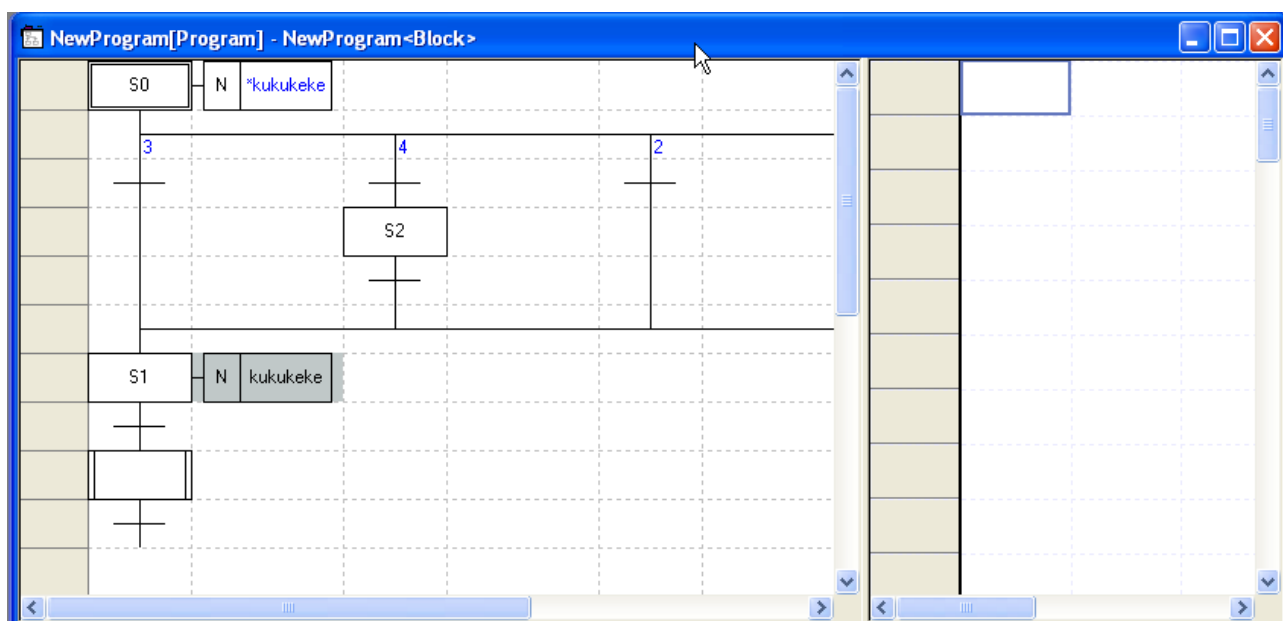 NewProgram[Program] - NewProgram<Block>
S0 N *kukukeke
3 4 2
S2
S1 N kukukeke